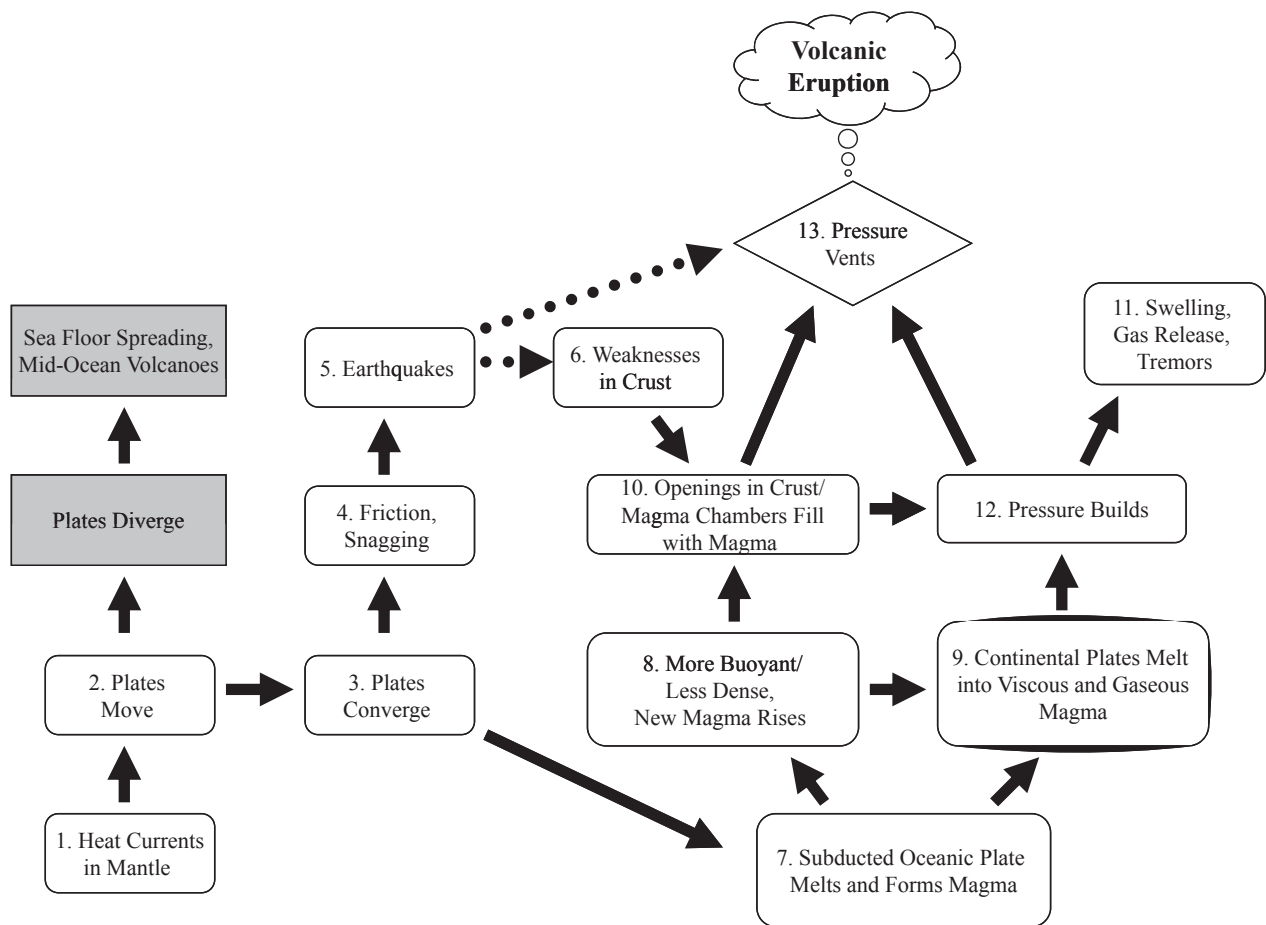 Volcanic
Eruption
13. Pressure
Vents
11. Swelling,
Gas Release,
Tremors
Sea Floor Spreading,
Mid-Ocean Volcanoes
5. Earthquakes
6. Weaknesses
in Crust
Plates Diverge
4. Friction,
Snagging
10. Openings in Crust/
Magma Chambers Fill
with Magma
12. Pressure Builds
2. Plates
Move
3. Plates
Converge
8. More Buoyant/
Less Dense,
New Magma Rises
9. Continental Plates Melt
into Viscous and Gaseous
Magma
1. Heat Currents
in Mantle
7. Subducted Oceanic Plate
Melts and Forms Magma